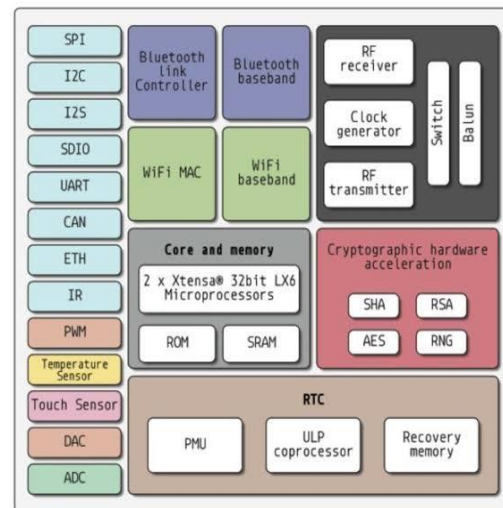 SPI
I2C
I2S
SDIO
UART
CAN
ETH
IR
PWM
Temperature
Sensor
Touch Sensor
DAC
ADC
Bluetooth
link
Controller
Bluetooth
baseband
WiFi MAC
WiFi
baseband
RF
receiver
Clock
generator
RF
transmitter
Switch
Balun
Core and memory
2 x Xtensa® 32bit LX6
Microprocessors
ROM
SRAM
Cryptographic hardware
acceleration
SHA
RSA
AES
RNG
RTC
PMU
ULP
coprocessor
Recovery
memory